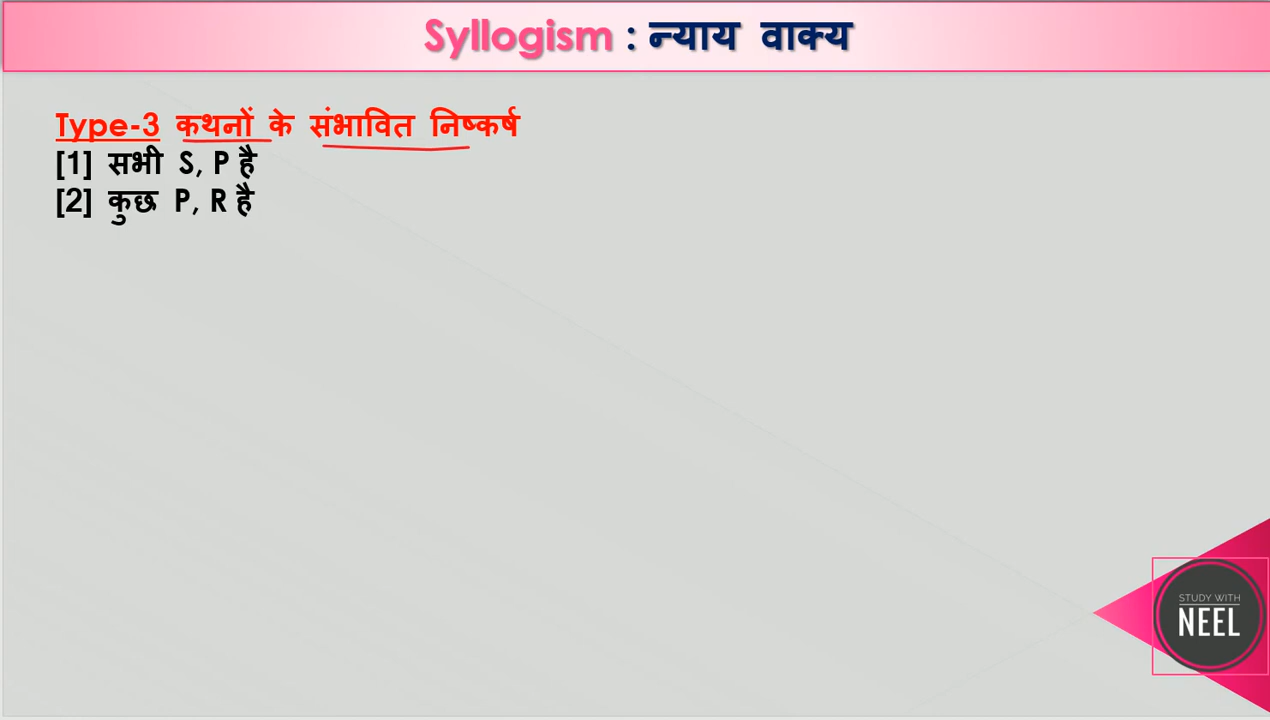 Syllogism : न्याय वाक्य
Type-3 कथनों के संभावित निष्कर्ष
[1] सभी S, P है
[2] कुछ P, R है
STUDY WITH
NEEL